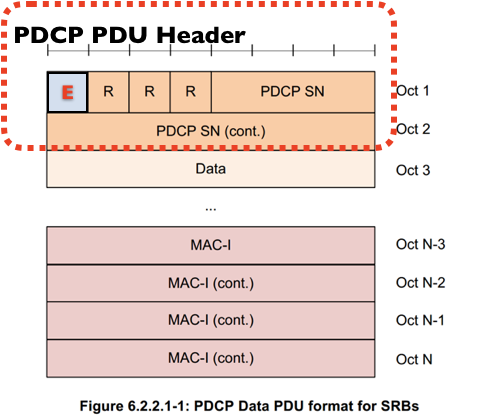 PDCP PDU Header
E R R R PDCP SN Oct 1
PDCP SN (cont.) Oct 2
Data Oct 3
...
MAC-I Oct N-3
MAC-I (cont.) Oct N-2
MAC-I (cont.) Oct N-1
MAC-I (cont.) Oct N
Figure 6.2.2.1-1: PDCP Data PDU format for SRBs